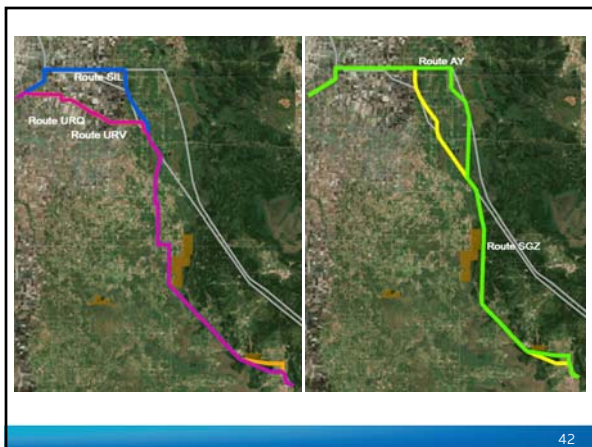 Route SIL
Route URQ
Route URV
Route AY
Route SGZ
42